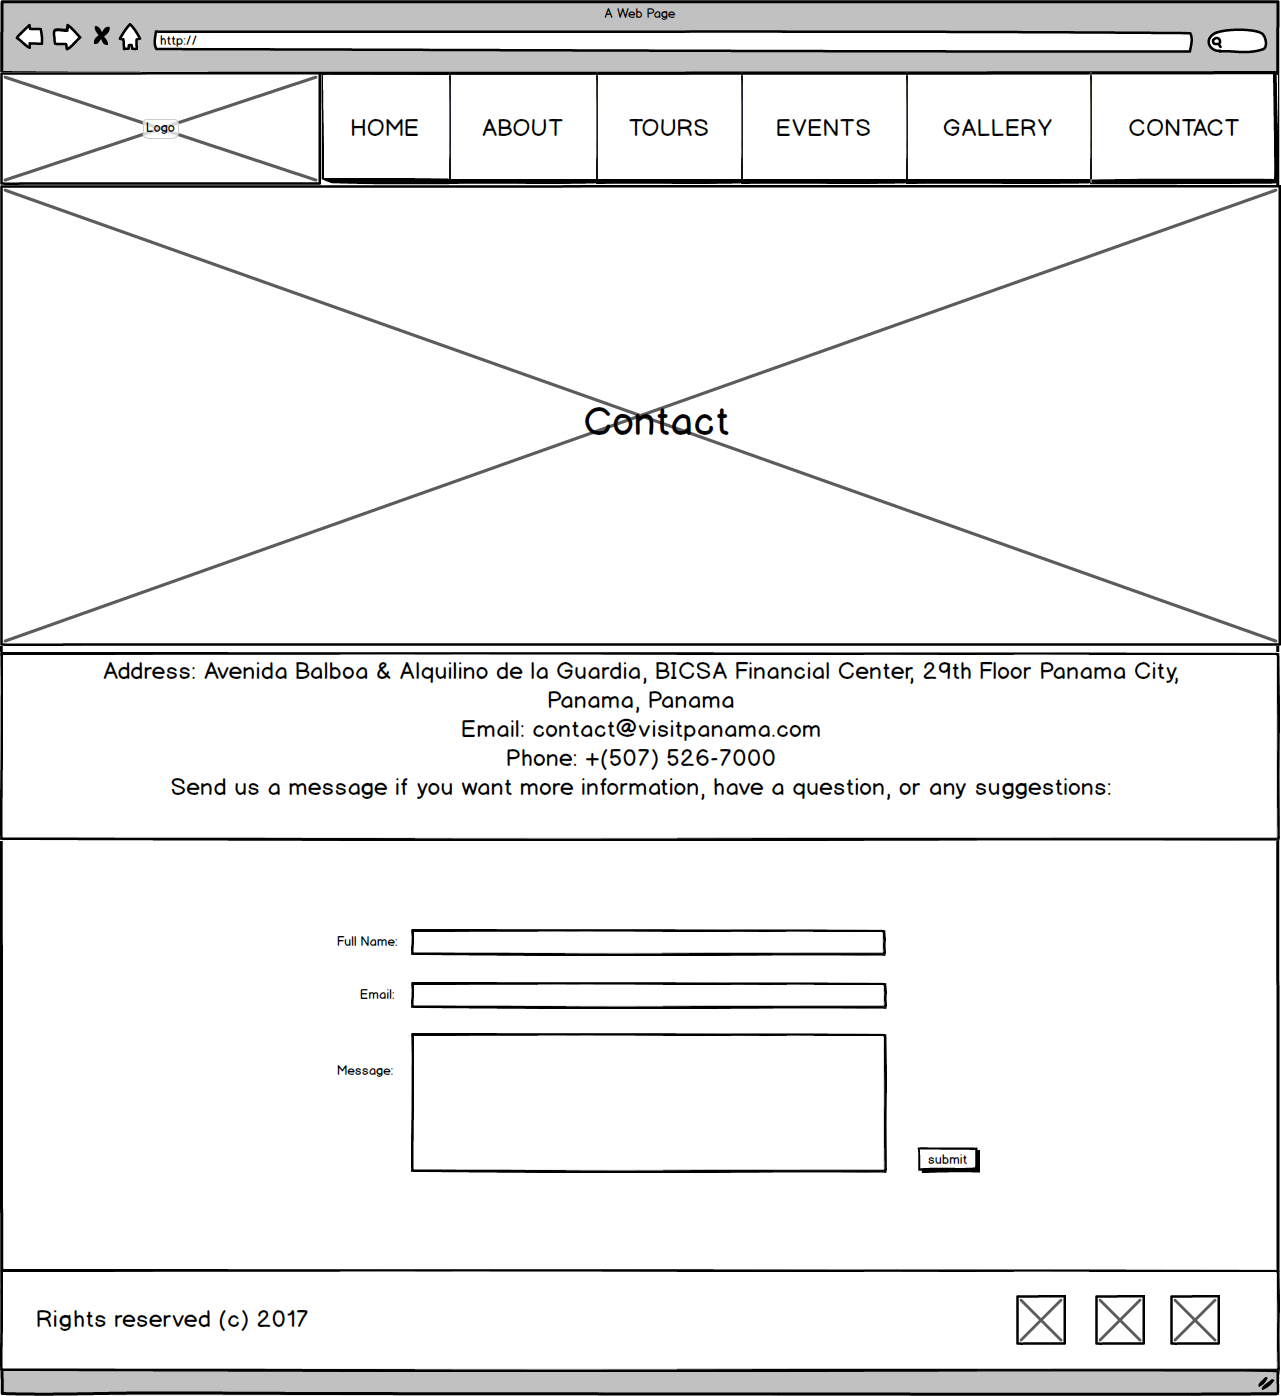 A Web Page
http://
Logo
HOME
ABOUT
TOURS
EVENTS
GALLERY
CONTACT
Contact
Address: Avenida Balboa & Alquilino de la Guardia, BICSA Financial Center, 29th Floor Panama City,
Panama, Panama
Email: contact@visitpanama.com
Phone: +(507) 526-7000
Send us a message if you want more information, have a question, or any suggestions:
Full Name:
Email:
Message:
submit
Rights reserved (c) 2017